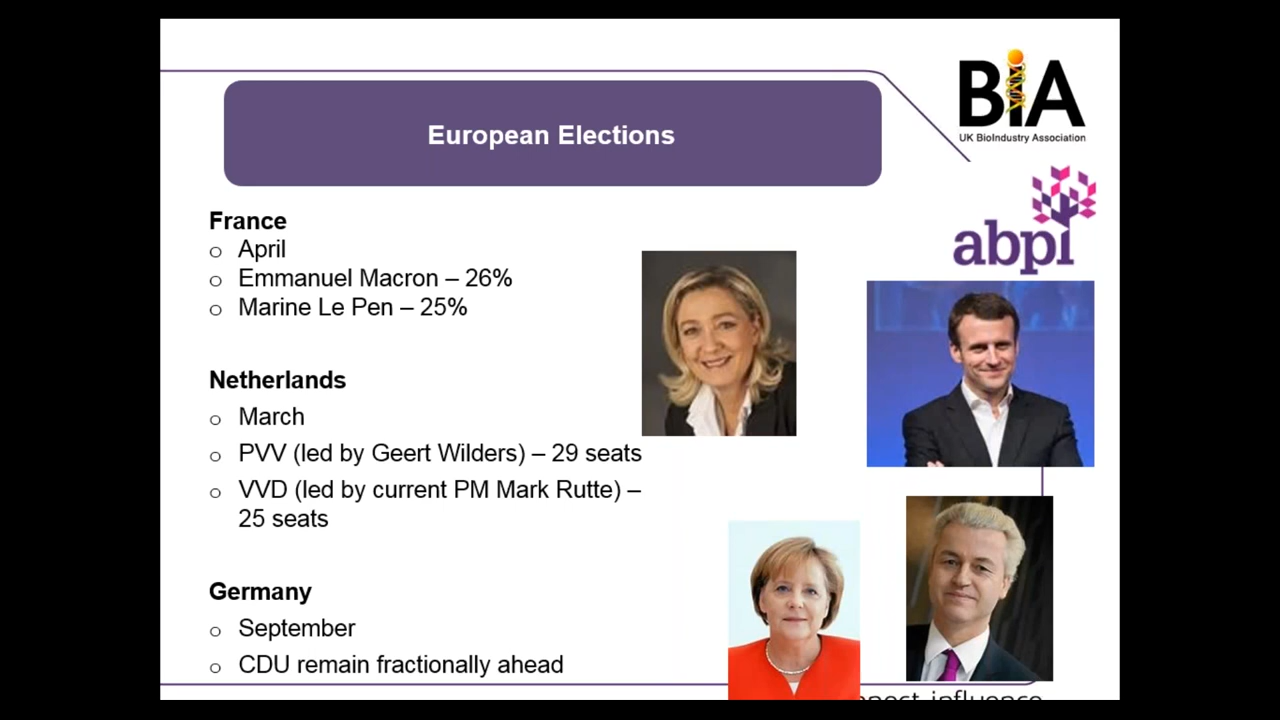 European Elections
BiA
UK BioIndustry Association
abpi
France
o April
o Emmanuel Macron – 26%
o Marine Le Pen – 25%
Netherlands
o March
o PVV (led by Geert Wilders) – 29 seats
o VVD (led by current PM Mark Rutte) –
25 seats
Germany
o September
o CDU remain fractionally ahead
influence